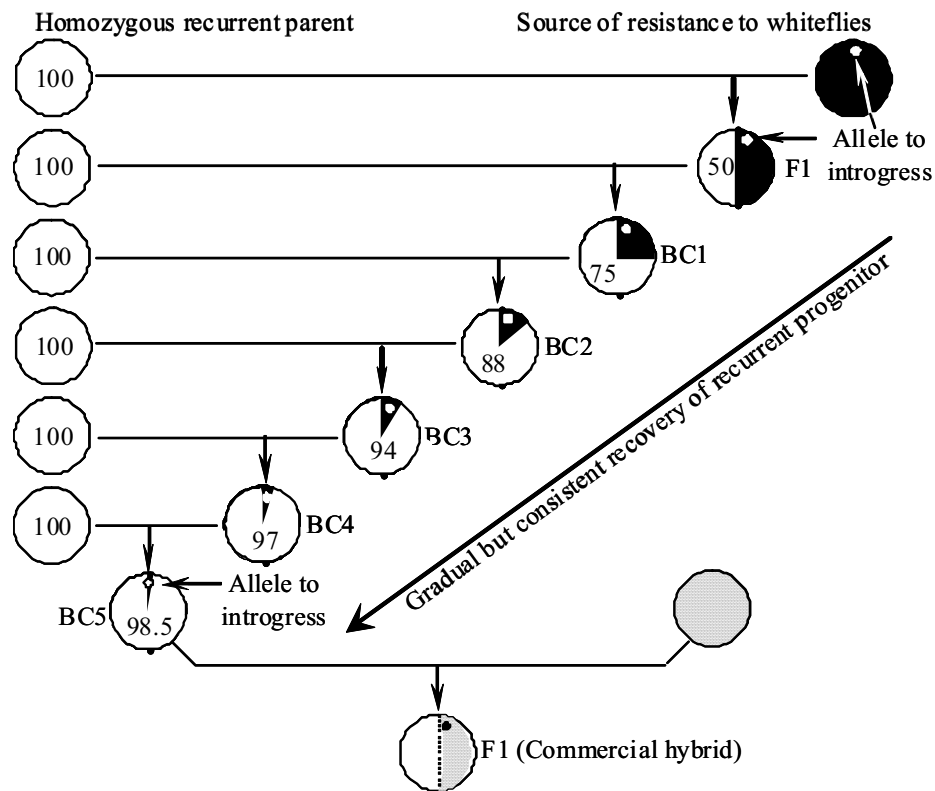 Homozygous recurrent parent
Source of resistance to whiteflies
100
100
50
F1
Allele to
introgress
100
75
BC1
100
88
BC2
100
94
BC3
100
97
BC4
Gradual but consistent recovery of recurrent progenitor
BC5
98.5
Allele to
introgress
F1 (Commercial hybrid)